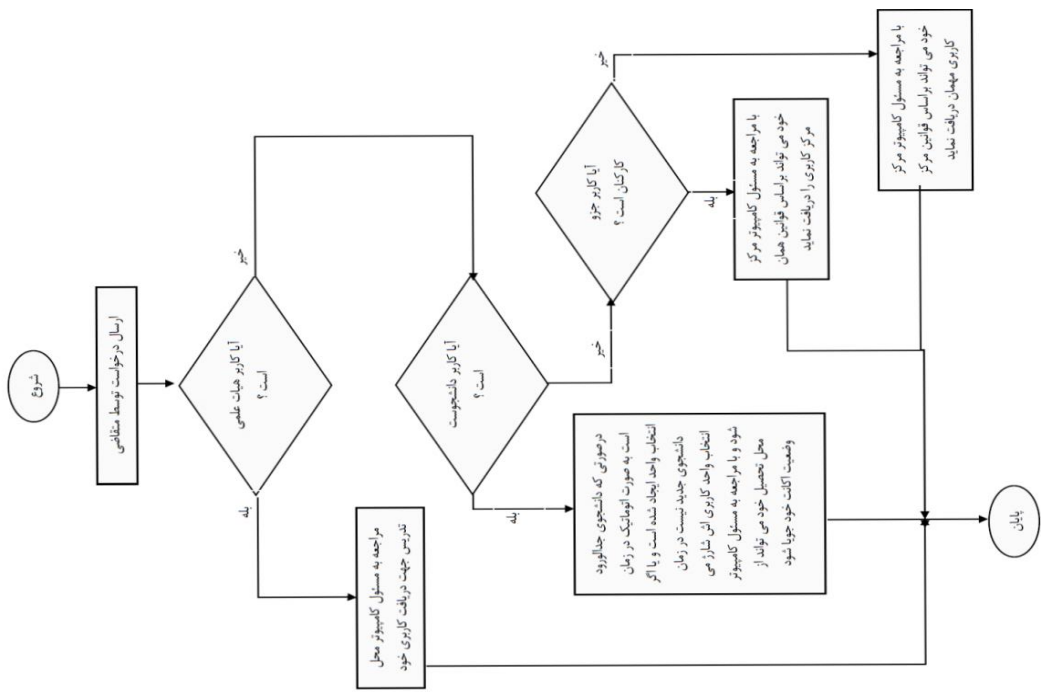 شروع
ارسال درخواست توسط متقاضی
آیا کاربر هیات علمی
است ؟
خیر
بله
مراجعه به مسئول کامپیوتر محل
تدریس جهت دریافت کاربری خود
آیا کاربر دانشجوست
است ؟
خیر
بله
درصورتی که دانشجوی جدالورود
است به صورت اتوماتیک در زمان
انتخاب واحد ایجاد شده است و یا اگر
دانشجوی جدید نیست در زمان
انتخاب واحد کاربری اش شارژ می
شود و با مراجعه به مسئول کامپیوتر
محل تحصیل خود می تواند از
وضعیت اکانت خود جویا شود
آیا کاربر جزو
کارکنان است ؟
خیر
بله
با مراجعه به مسئول کامپیوتر مرکز
خود می تواند براساس قوانین همان
مرکز کاربری را دریافت نماید
با مراجعه به مسئول کامپیوتر مرکز
خود می تواند براساس قوانین مرکز
کاربری مهمان دریافت نماید
پایان